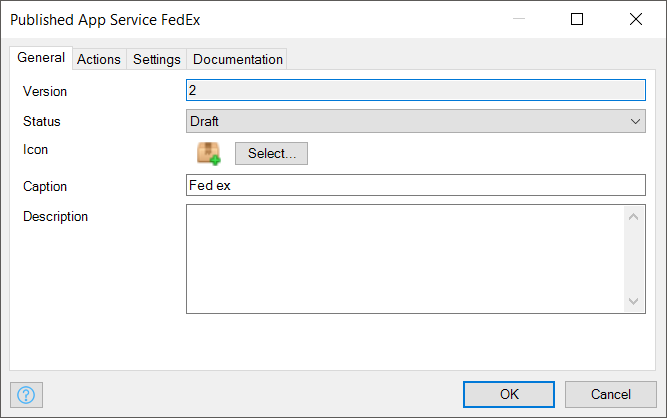 Published App Service FedEx
General Actions Settings Documentation
Version 2
Status Draft
Icon Select...
Caption Fed ex
Description
? OK Cancel